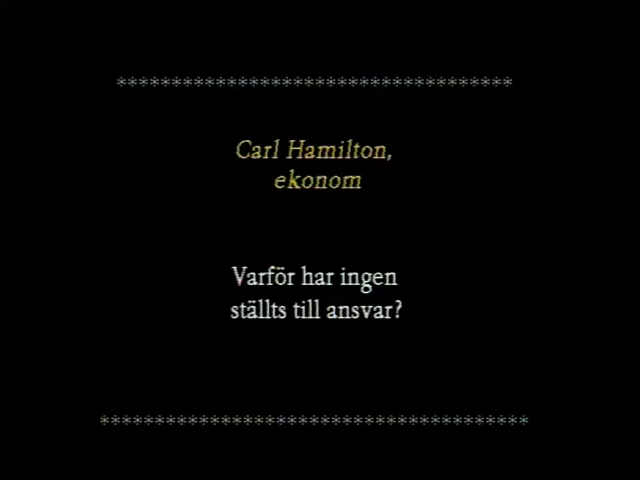 ************************************
Carl Hamilton,
ekonom
Varför har ingen
ställts till ansvar?
***************************************